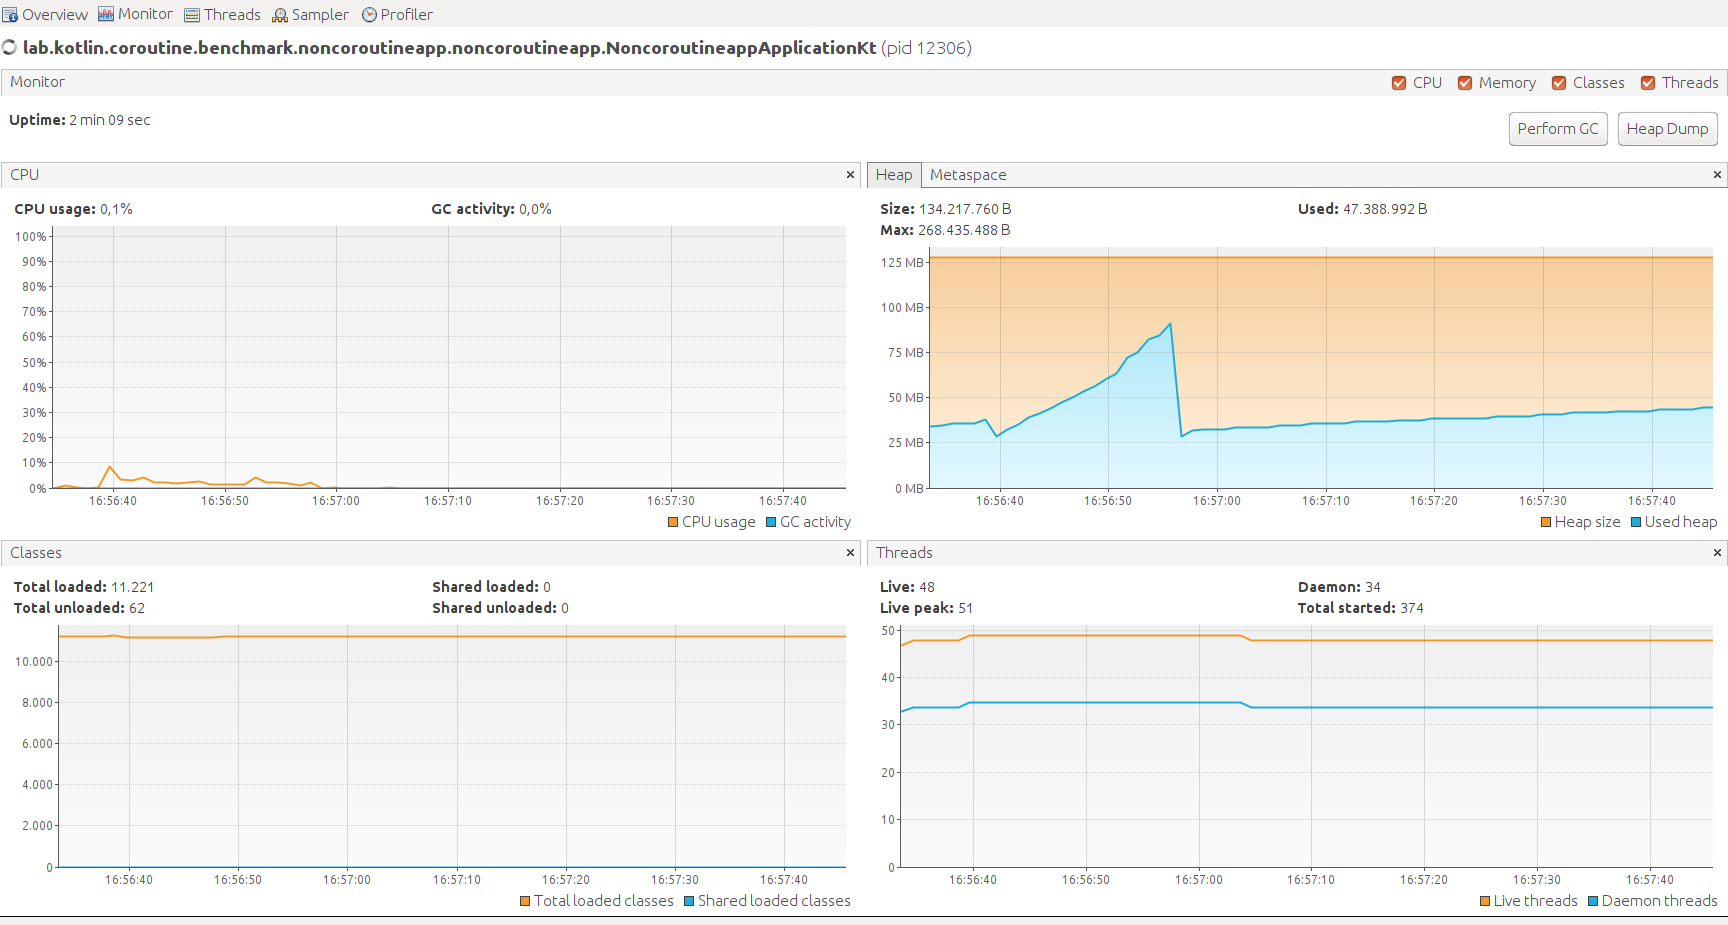 Overview Monitor Threads Sampler Profiler
lab.kotlin.coroutine.benchmark.noncoroutineapp.noncoroutineapp.NoncoroutineappApplicationKt (pid 12306)
Monitor CPU Memory Classes Threads
Uptime: 2 min 09 sec Perform GC Heap Dump
CPU
CPU usage: 0,1% GC activity: 0,0%
100%
90%
80%
70%
60%
50%
40%
30%
20%
10%
0%
16:56:40 16:56:50 16:57:00 16:57:10 16:57:20 16:57:30 16:57:40
CPU usage GC activity
Heap Metaspace
Size: 134.217.760 B Used: 47.388.992 B
Max: 268.435.488 B
125 MB
100 MB
75 MB
50 MB
25 MB
0 MB
16:56:40 16:56:50 16:57:00 16:57:10 16:57:20 16:57:30 16:57:40
Heap size Used heap
Classes
Total loaded: 11.221 Shared loaded: 0
Total unloaded: 62 Shared unloaded: 0
10.000
8.000
6.000
4.000
2.000
0
16:56:40 16:56:50 16:57:00 16:57:10 16:57:20 16:57:30 16:57:40
Total loaded classes Shared loaded classes
Threads
Live: 48 Daemon: 34
Live peak: 51 Total started: 374
50
40
30
20
10
0
16:56:40 16:56:50 16:57:00 16:57:10 16:57:20 16:57:30 16:57:40
Live threads Daemon threads